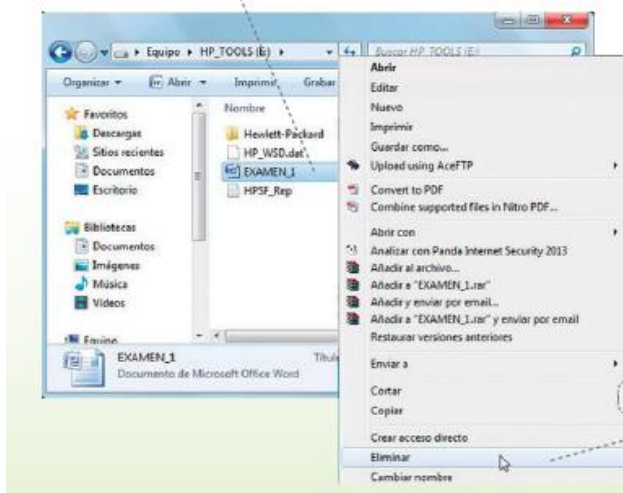 Equipo ▸ HP_TOOLS (E:) ▸
Buscar HP_TOOLS (E:)
Organizar
Abrir
Imprimir
Grabar
Favoritos
Descargas
Sitios recientes
Documentos
Escritorio
Bibliotecas
Documentos
Imágenes
Música
Vídeos
Equipo
Nombre
Hewlett-Packard
HP_WSD.dat
EXAMEN_1
HPSF_Rep
EXAMEN_1
Título
Documento de Microsoft Office Word
Abrir
Editar
Nuevo
Imprimir
Guardar como...
Upload using AceFTP
Convert to PDF
Combine supported files in Nitro PDF...
Abrir con
Analizar con Panda Internet Security 2013
Añadir al archivo...
Añadir a "EXAMEN_1.rar"
Añadir y enviar por email...
Añadir a "EXAMEN_1.rar" y enviar por email
Restaurar versiones anteriores
Enviar a
Cortar
Copiar
Crear acceso directo
Eliminar
Cambiar nombre